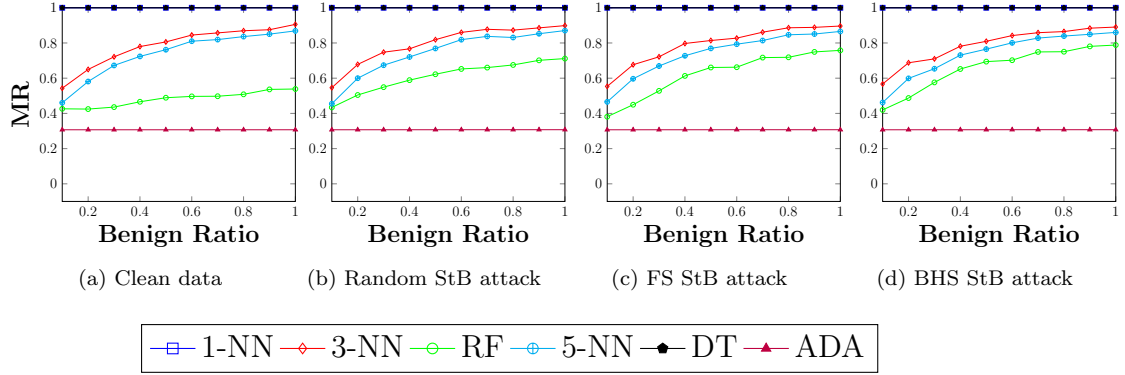 1
0.8
0.6
0.4
0.2
0
MR
0.2 0.4 0.6 0.8 1
Benign Ratio
(a) Clean data
1
0.8
0.6
0.4
0.2
0
0.2 0.4 0.6 0.8 1
Benign Ratio
(b) Random StB attack
1
0.8
0.6
0.4
0.2
0
0.2 0.4 0.6 0.8 1
Benign Ratio
(c) FS StB attack
1
0.8
0.6
0.4
0.2
0
0.2 0.4 0.6 0.8 1
Benign Ratio
(d) BHS StB attack
1-NN 3-NN RF 5-NN DT ADA